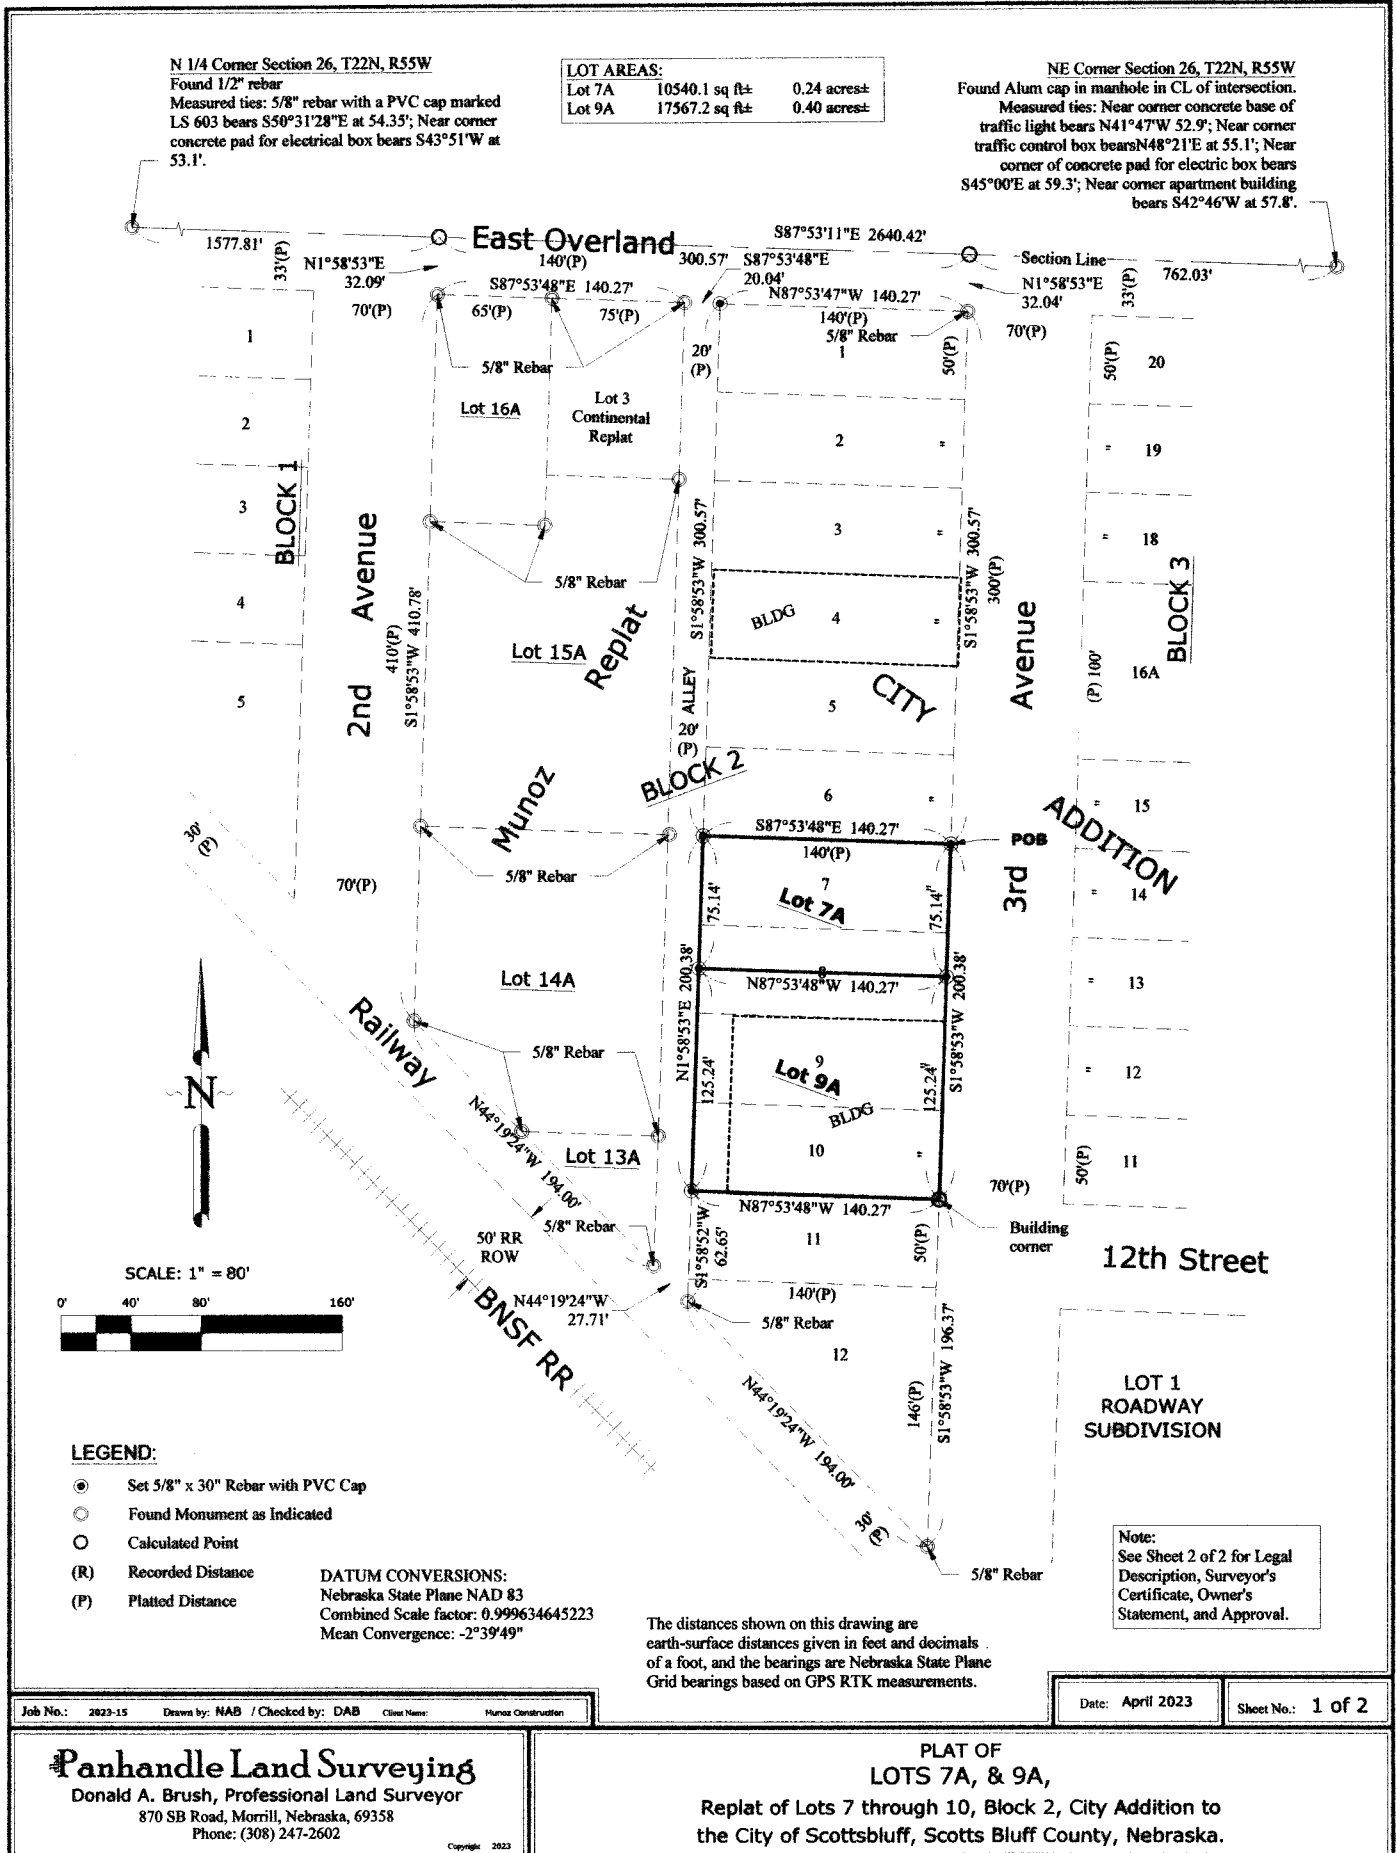 N 1/4 Corner Section 26, T22N, R55W
Found 1/2" rebar
Measured ties: 5/8" rebar with a PVC cap marked
LS 603 bears S50°31'28"E at 54.35'; Near corner
concrete pad for electrical box bears S43°51'W at
53.1'.
LOT AREAS:
Lot 7A 10540.1 sq ft± 0.24 acres±
Lot 9A 17567.2 sq ft± 0.40 acres±
NE Corner Section 26, T22N, R55W
Found Alum cap in manhole in CL of intersection.
Measured ties: Near corner concrete base of
traffic light bears N41°47'W 52.9'; Near corner
traffic control box bearsN48°21'E at 55.1'; Near
corner of concrete pad for electric box bears
S45°00'E at 59.3'; Near corner apartment building
bears S42°46'W at 57.8'.
1577.81'
33'(P)
East Overland
S87°53'11"E 2640.42'
Section Line
762.03'
33'(P)
N1°58'53"E
32.09'
140'(P)
300.57'
S87°53'48"E
20.04'
N1°58'53"E
32.04'
S87°53'48"E 140.27'
N87°53'47"W 140.27'
70'(P)
65'(P)
75'(P)
140'(P)
5/8" Rebar
70'(P)
1
5/8" Rebar
20'
(P)
1
50'(P)
50'(P)
20
Lot 16A
Lot 3
Continental
Replat
2
2
"
"
19
BLOCK 1
3
3
"
"
18
2nd Avenue
S1°58'53"W 300.57'
S1°58'53"W 300.57'
300'(P)
5/8" Rebar
BLOCK 3
4
410'(P)
S1°58'53"W 410.78'
BLDG
4
"
Lot 15A
Replat
ALLEY
CITY
3rd Avenue
(P) 100'
16A
5
5
20'
(P)
BLOCK 2
Munoz
6
"
"
15
ADDITION
30'
(P)
S87°53'48"E 140.27'
POB
140'(P)
70'(P)
5/8" Rebar
7
Lot 7A
75.14'
75.14'
"
"
14
Lot 14A
8
N87°53'48"W 140.27'
N1°58'53"E 200.38'
S1°58'53"W 200.38'
"
13
Railway
5/8" Rebar
9
Lot 9A
125.24'
125.24'
"
"
12
BLDG
N
N44°19'24"W 194.00'
Lot 13A
10
"
50'(P)
11
70'(P)
N87°53'48"W 140.27'
5/8" Rebar
50' RR
ROW
S1°58'52"W
62.65'
11
50'(P)
Building
corner
12th Street
SCALE: 1" = 80'
0' 40' 80' 160'
N44°19'24"W
27.71'
140'(P)
5/8" Rebar
BNSF RR
12
N44°19'24"W 194.00'
146'(P)
S1°58'53"W 196.37'
LOT 1
ROADWAY
SUBDIVISION
30'
(P)
5/8" Rebar
LEGEND:
Set 5/8" x 30" Rebar with PVC Cap
Found Monument as Indicated
Calculated Point
(R) Recorded Distance
(P) Platted Distance
DATUM CONVERSIONS:
Nebraska State Plane NAD 83
Combined Scale factor: 0.999634645223
Mean Convergence: -2°39'49"
The distances shown on this drawing are
earth-surface distances given in feet and decimals
of a foot, and the bearings are Nebraska State Plane
Grid bearings based on GPS RTK measurements.
Note:
See Sheet 2 of 2 for Legal
Description, Surveyor's
Certificate, Owner's
Statement, and Approval.
Job No.: 2023-15 Drawn by: NAB / Checked by: DAB Client Name: Munoz Construction
Date: April 2023
Sheet No.: 1 of 2
the Panhandle Land Surveying
Donald A. Brush, Professional Land Surveyor
870 SB Road, Morrill, Nebraska, 69358
Phone: (308) 247-2602
Copyright 2023
PLAT OF
LOTS 7A, & 9A,
Replat of Lots 7 through 10, Block 2, City Addition to
the City of Scottsbluff, Scotts Bluff County, Nebraska.